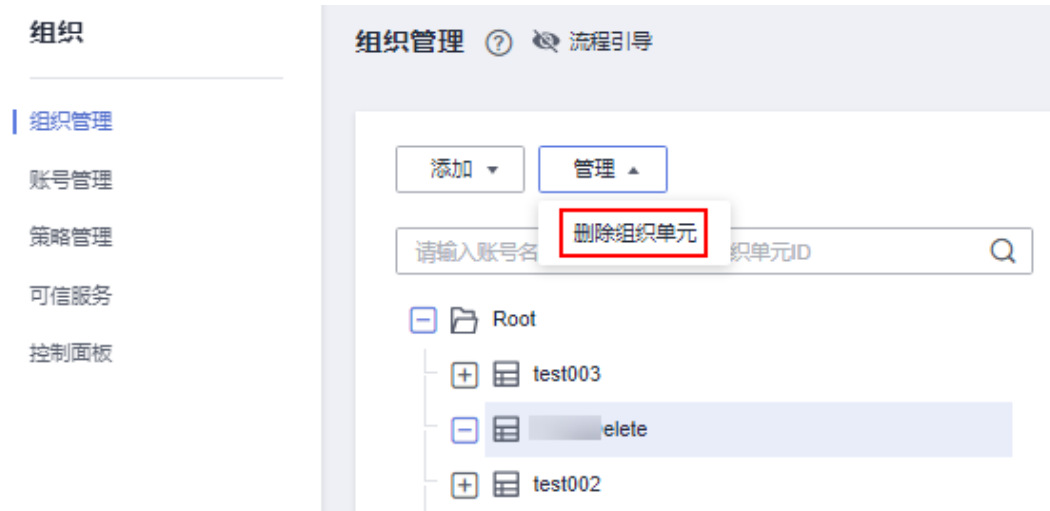 组织
组织管理
账号管理
策略管理
可信服务
控制面板
组织管理 ? 流程引导
添加 管理
删除组织单元
请输入账号名 织单元ID
Root
test003
elete
test002